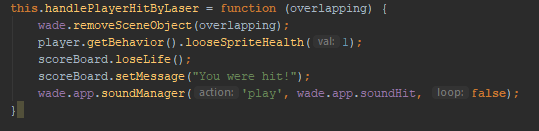 this.handlePlayerHitByLaser = function (overlapping) {
    wade.removeSceneObject(overlapping);
    player.getBehavior().looseSpriteHealth( val: 1);
    scoreBoard.loseLife();
    scoreBoard.setMessage("You were hit!");
    wade.app.soundManager( action: 'play', wade.app.soundHit, loop: false);
}